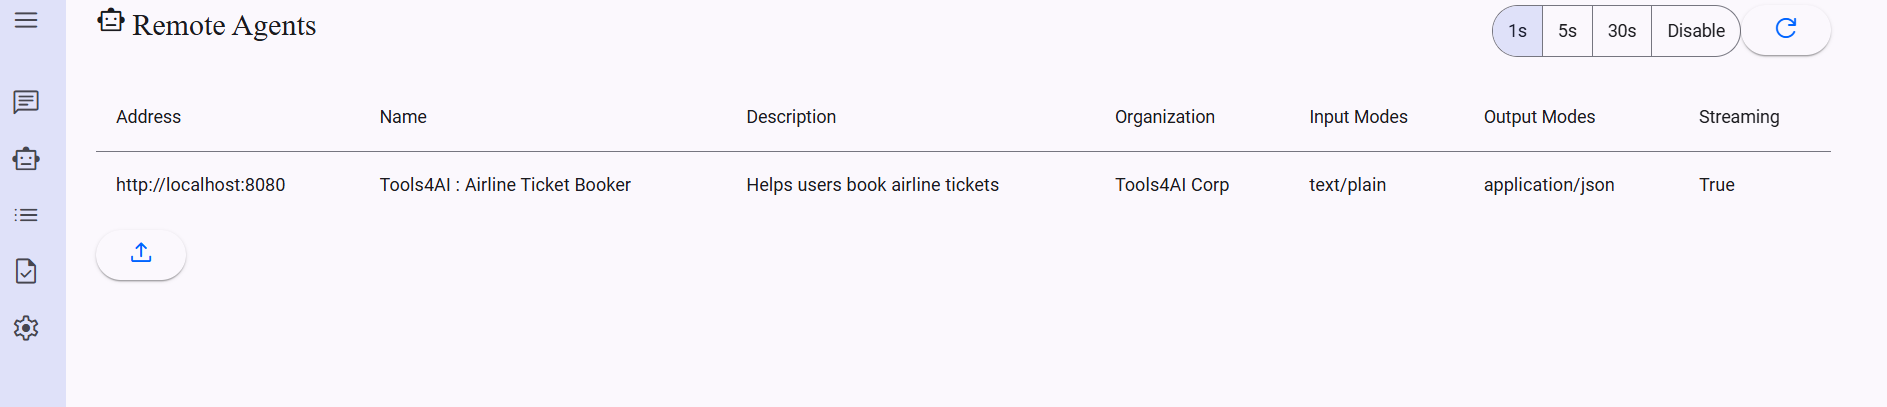 Remote Agents
1s 5s 30s Disable
Address Name Description Organization Input Modes Output Modes Streaming
http://localhost:8080 Tools4AI : Airline Ticket Booker Helps users book airline tickets Tools4AI Corp text/plain application/json True